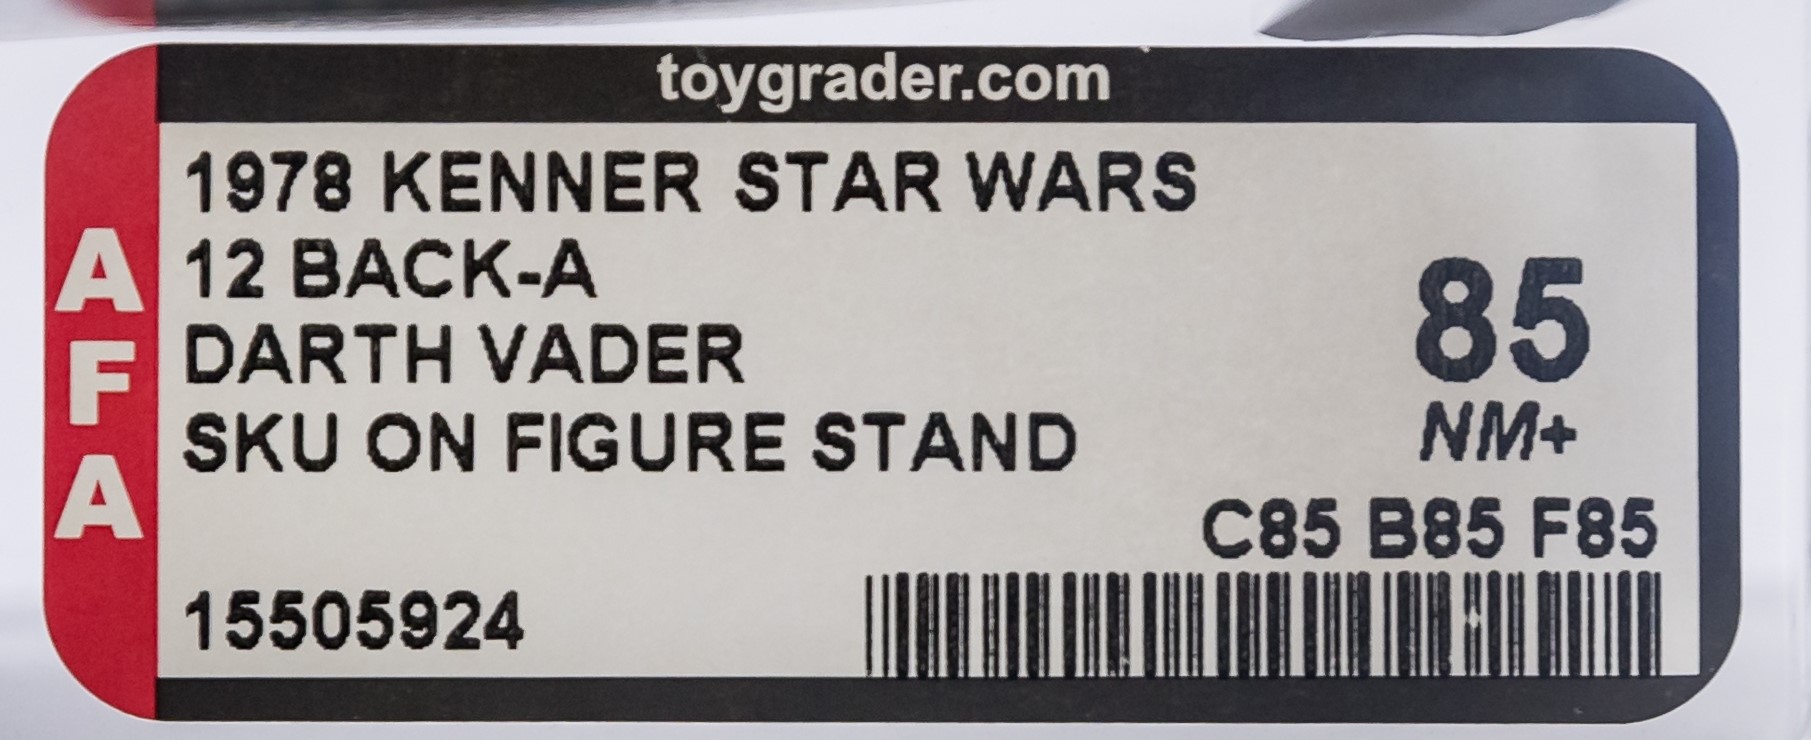 toygrader.com
AFA
1978 KENNER STAR WARS
12 BACK-A
DARTH VADER
SKU ON FIGURE STAND
85
NM+
C85 B85 F85
15505924